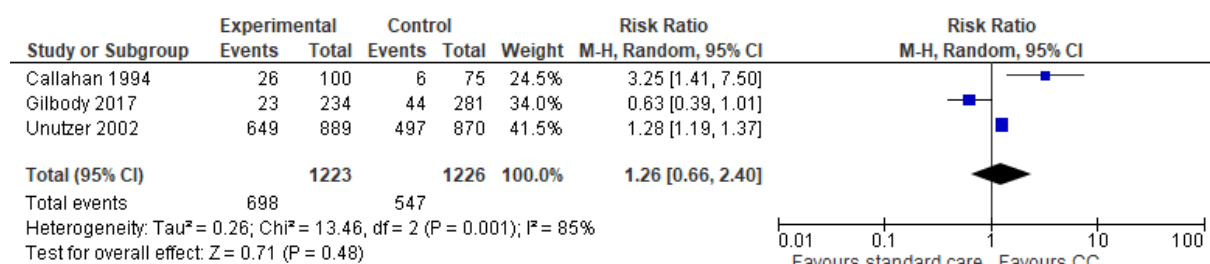 Experimental Control Risk Ratio Risk Ratio
Study or Subgroup Events Total Events Total Weight M-H, Random, 95% CI M-H, Random, 95% CI
Callahan 1994 26 100 6 75 24.5% 3.25 [1.41, 7.50]
Gilbody 2017 23 234 44 281 34.0% 0.63 [0.39, 1.01]
Unutzer 2002 649 889 497 870 41.5% 1.28 [1.19, 1.37]
Total (95% CI) 1223 1226 100.0% 1.26 [0.66, 2.40]
Total events 698 547
Heterogeneity: Tau² = 0.26; Chi² = 13.46, df = 2 (P = 0.001); I² = 85%
Test for overall effect: Z = 0.71 (P = 0.48)
0.01 0.1 1 10 100
Favours standard care Favours CC